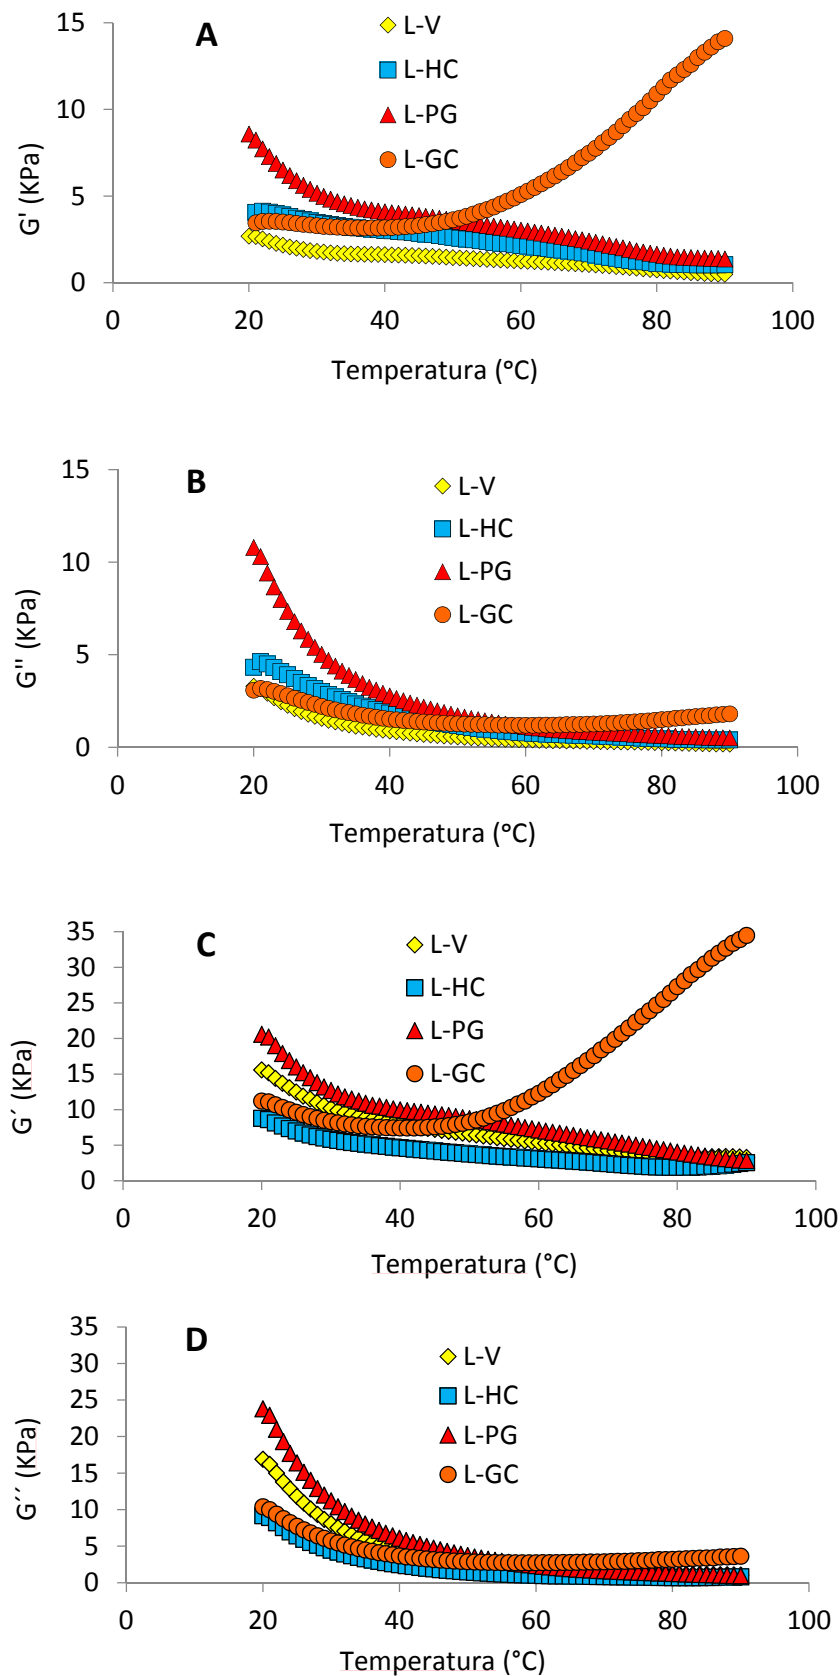 A
L-V
L-HC
L-PG
L-GC
15
10
5
0
G' (KPa)
0 20 40 60 80 100
Temperatura (ºC)
B
L-V
L-HC
L-PG
L-GC
15
10
5
0
G'' (KPa)
0 20 40 60 80 100
Temperatura (ºC)
C
L-V
L-HC
L-PG
L-GC
35
30
25
20
15
10
5
0
G´ (KPa)
0 20 40 60 80 100
Temperatura (°C)
D
L-V
L-HC
L-PG
L-GC
35
30
25
20
15
10
5
0
G´´ (KPa)
0 20 40 60 80 100
Temperatura (°C)